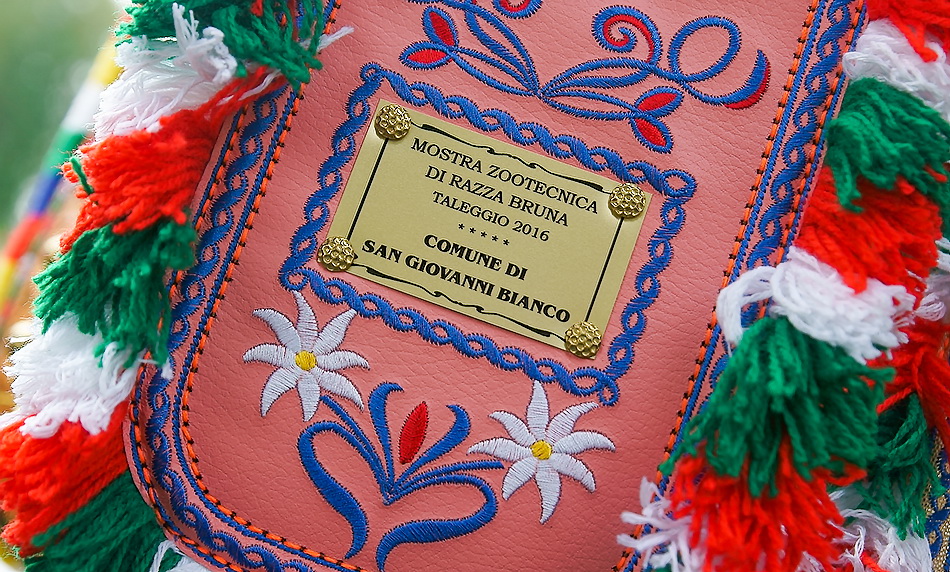 MOSTRA ZOOTECNICA
DI RAZZA BRUNA
TALEGGIO 2016
*****
COMUNE DI
SAN GIOVANNI BIANCO